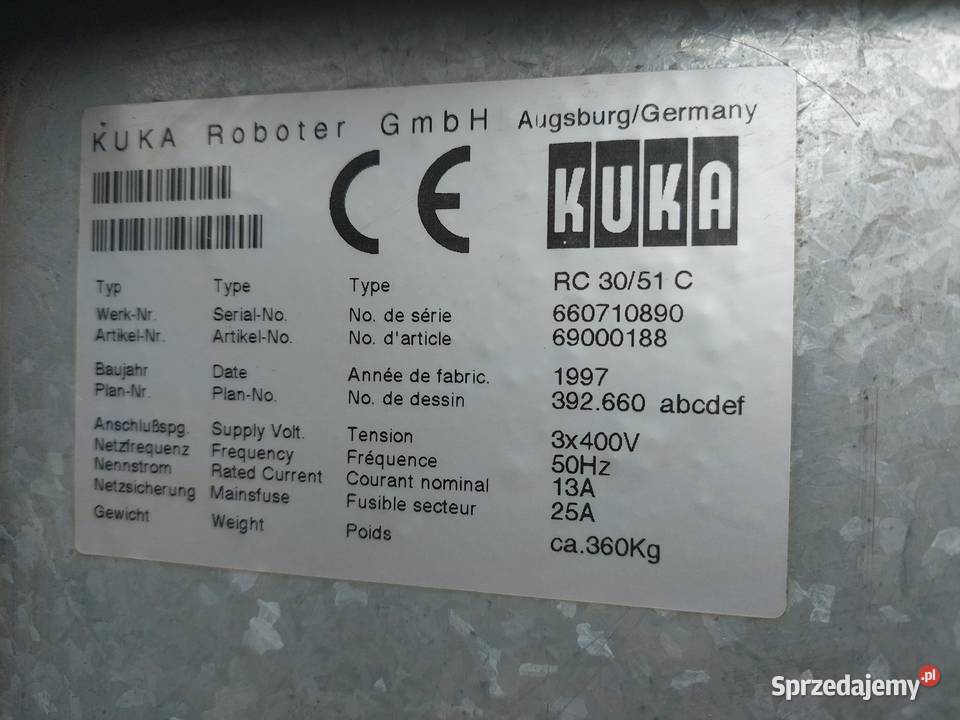 KUKA Roboter GmbH Augsburg/Germany
CE KUKA
Typ Type Type RC 30/51 C
Werk-Nr. Serial-No. No. de série 660710890
Artikel-Nr. Artikel-No. No. d'article 69000188
Baujahr Date Année de fabric. 1997
Plan-Nr. Plan-No. No. de dessin 392.660 abcdef
Anschlußspg. Supply Volt. Tension 3x400V
Netzfrequenz Frequency Fréquence 50Hz
Nennstrom Rated Current Courant nominal 13A
Netzsicherung Mainsfuse Fusible secteur 25A
Gewicht Weight Poids ca.360Kg
Sprzedajemy.pl